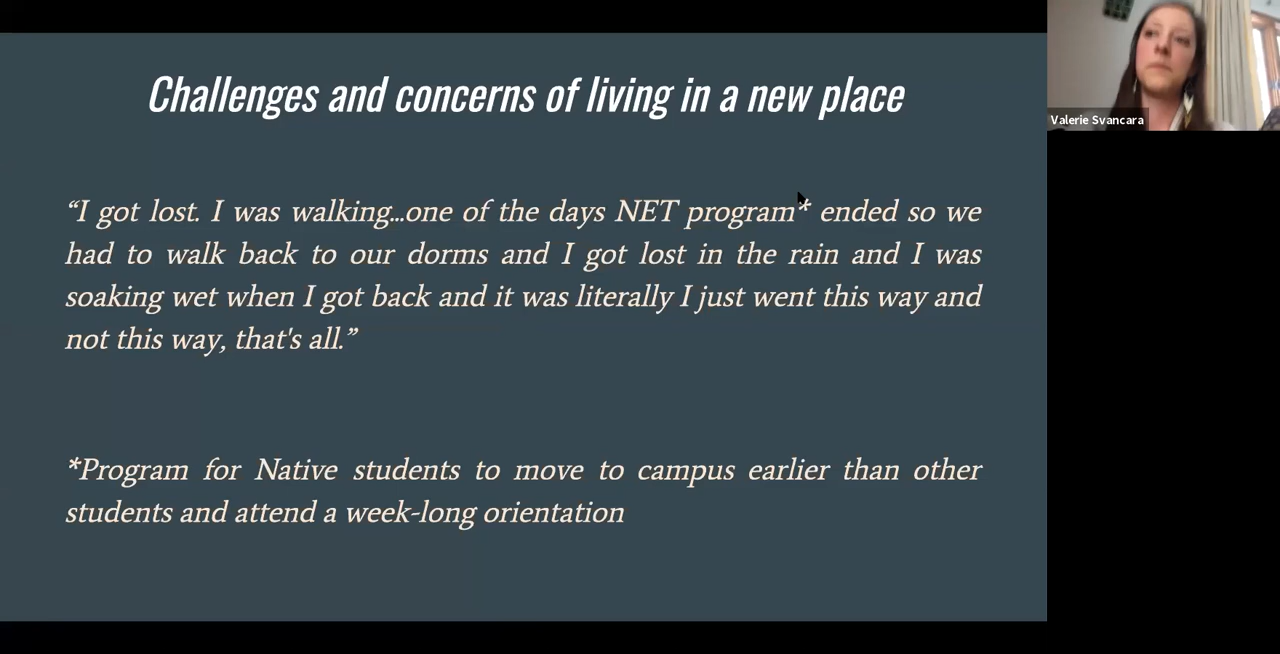 Challenges and concerns of living in a new place
“I got lost. I was walking...one of the days NET program* ended so we
had to walk back to our dorms and I got lost in the rain and I was
soaking wet when I got back and it was literally I just went this way and
not this way, that's all.”
*Program for Native students to move to campus earlier than other
students and attend a week-long orientation
Valerie Svancara